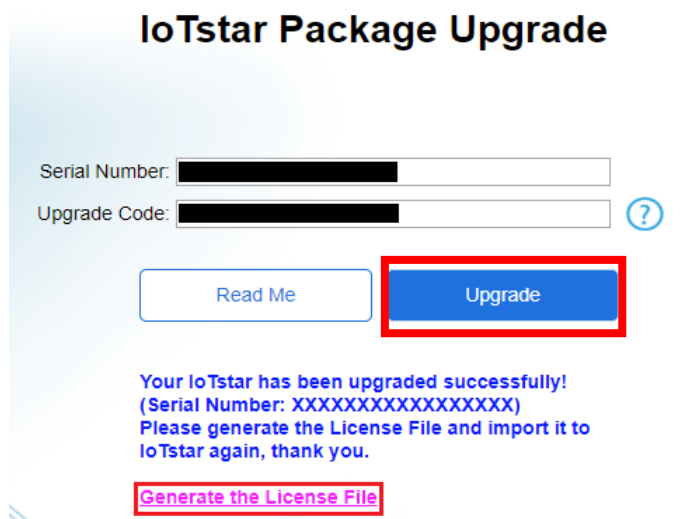 IoTstar Package Upgrade
Serial Number:
Upgrade Code:
?
Read Me
Upgrade
Your IoTstar has been upgraded successfully!
(Serial Number: XXXXXXXXXXXXXXXXX)
Please generate the License File and import it to
IoTstar again, thank you.
Generate the License File